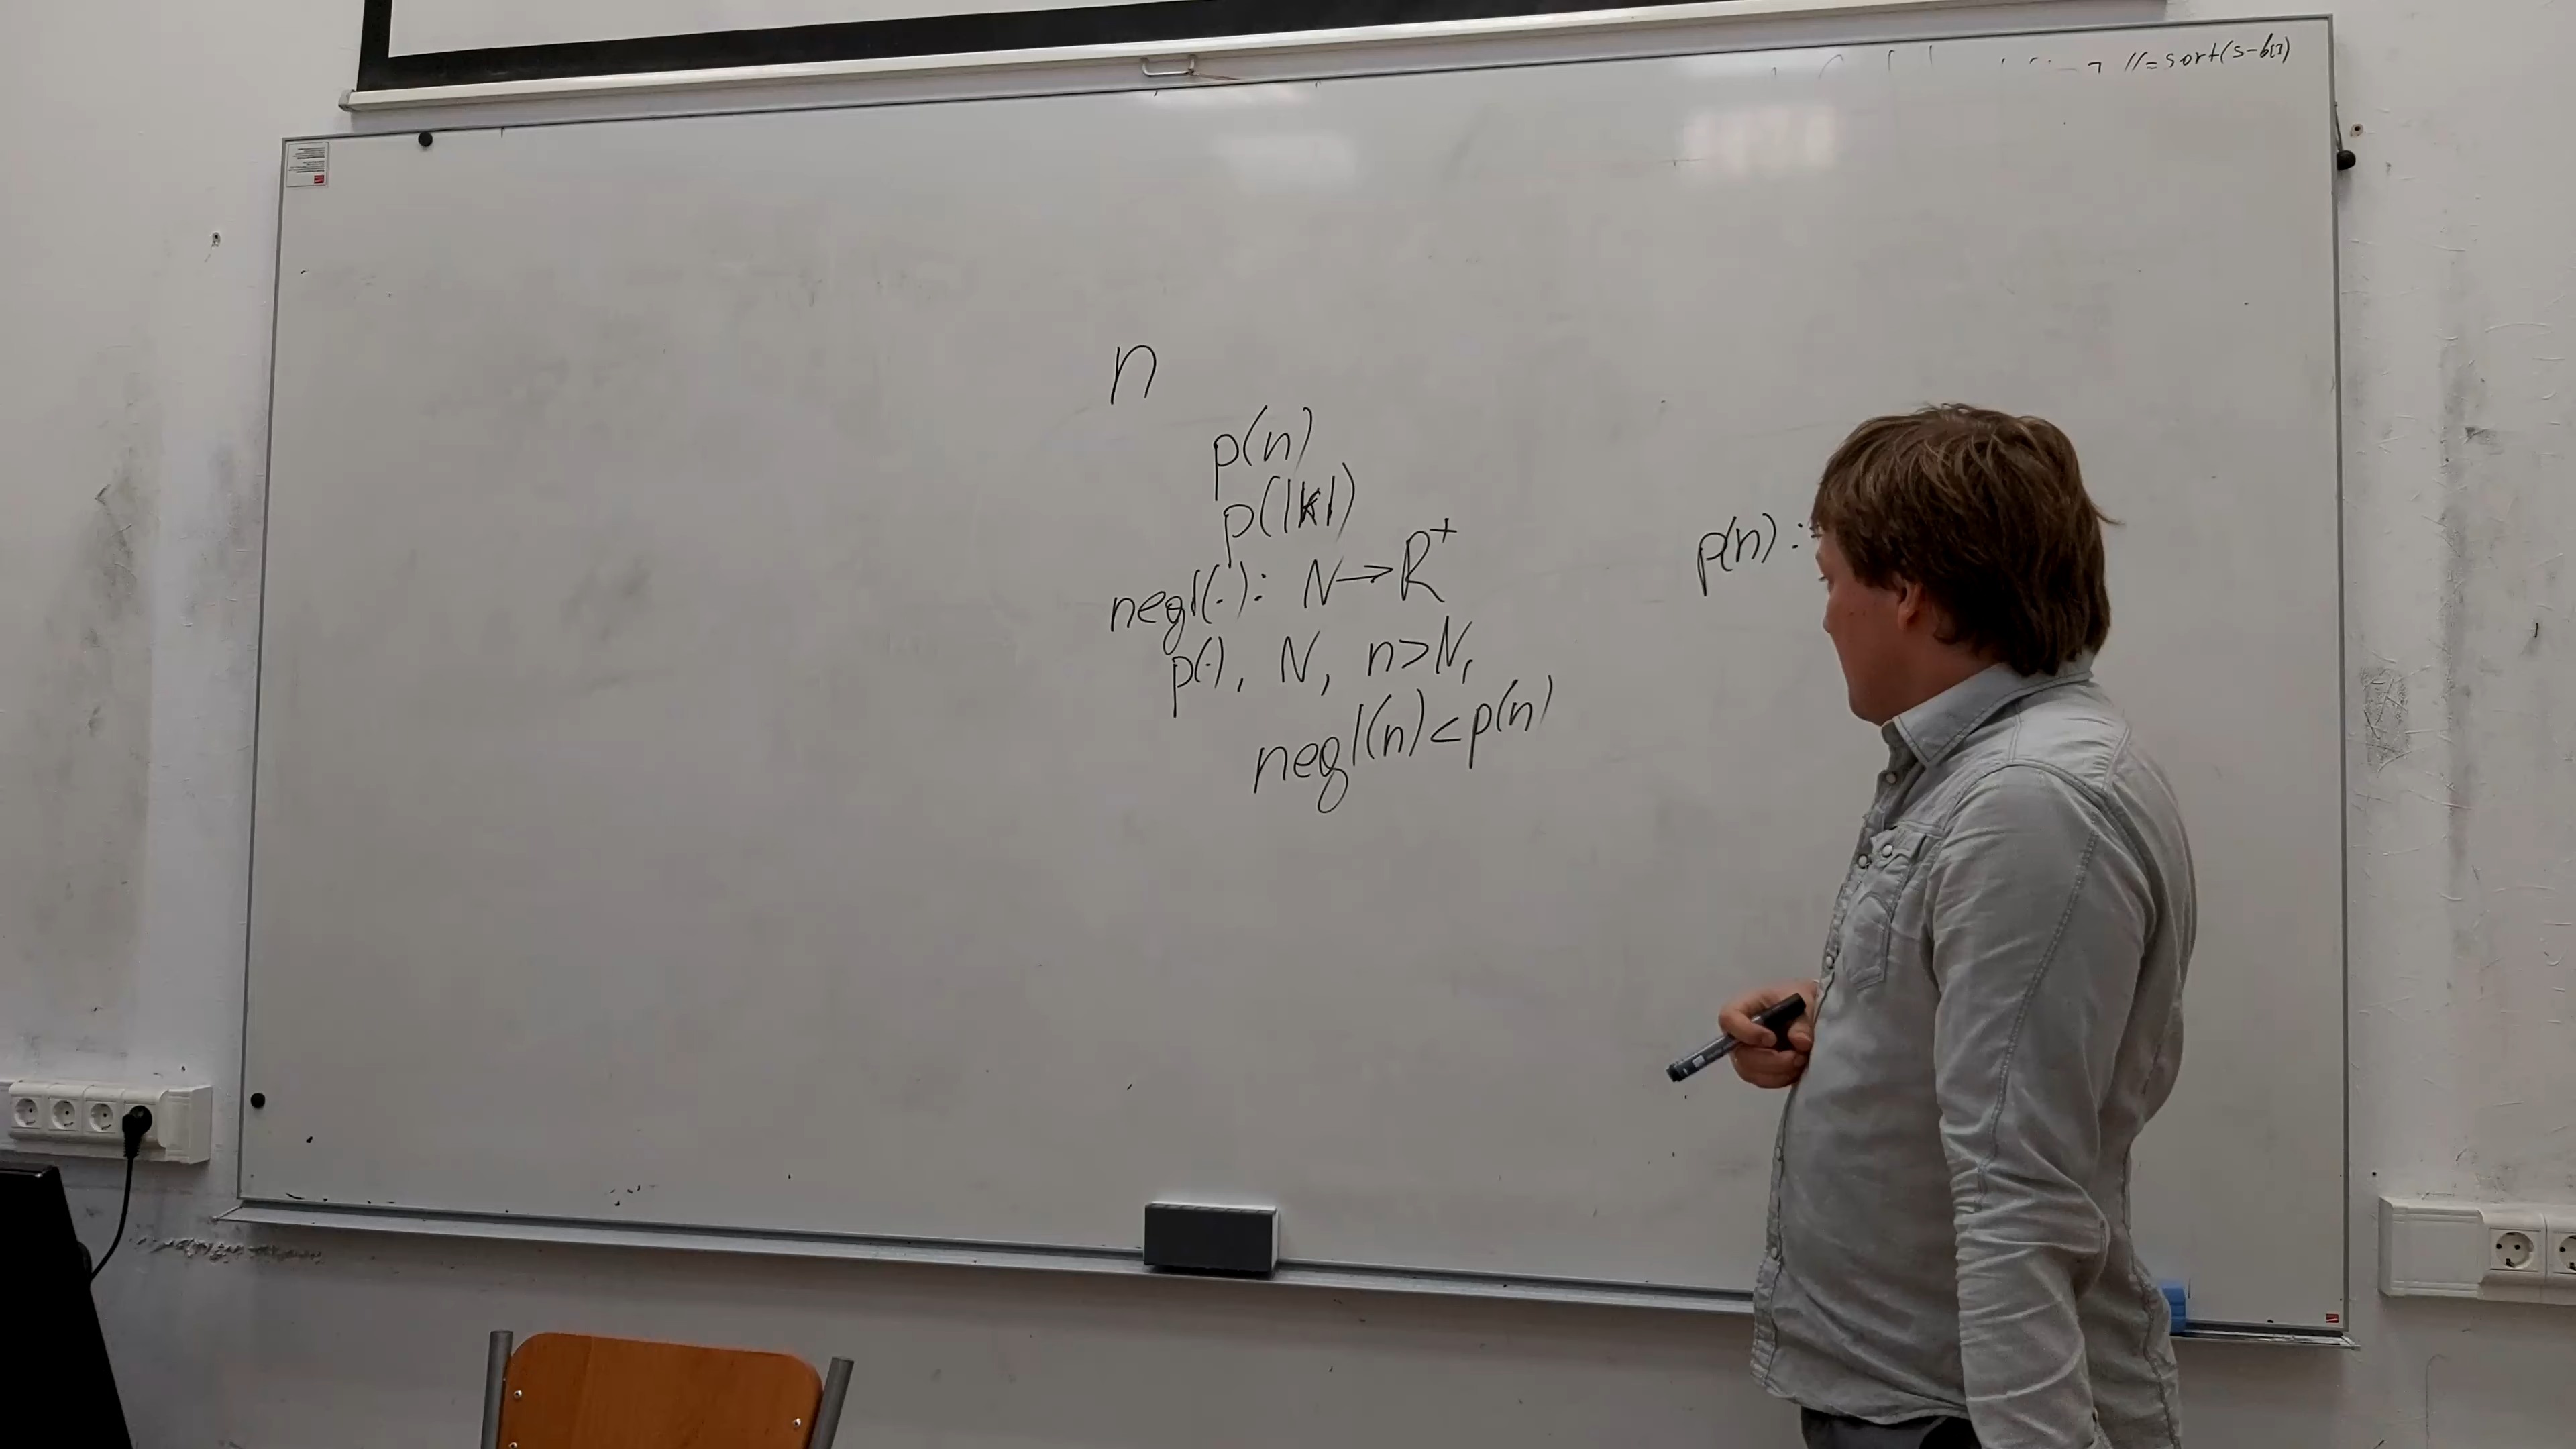 //=sort(s-b[i])
n
p(n)
p(|k|)
negl(·): N→R⁺
p(n):
p(·), N, n>N,
negl(n)<p(n)